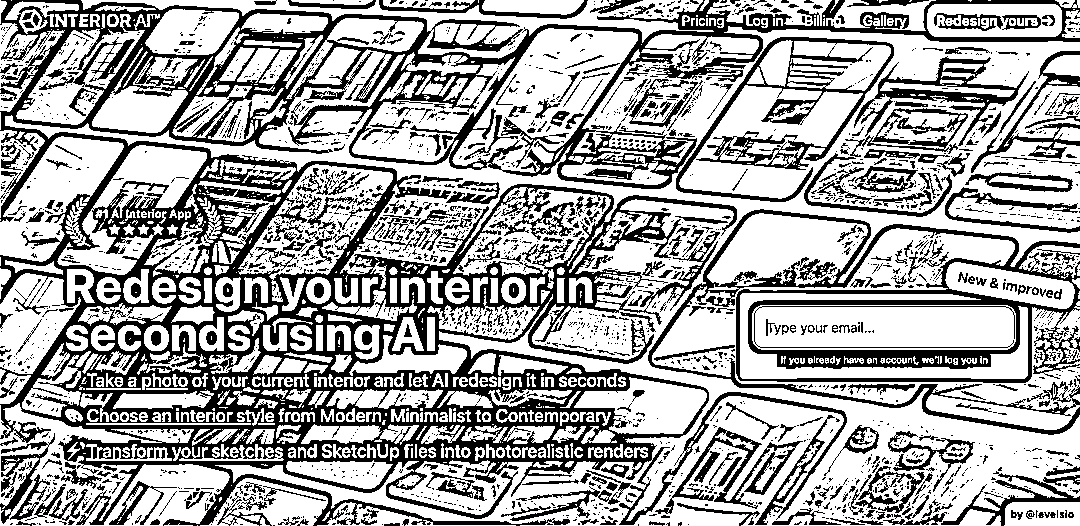 INTERIOR AI™
Pricing Log in Billing Gallery Redesign yours →
#1 AI Interior App
★★★★★
Redesign your interior in
seconds using AI
Take a photo of your current interior and let AI redesign it in seconds
Choose an interior style from Modern, Minimalist to Contemporary
Transform your sketches and SketchUp files into photorealistic renders
New & improved
Type your email...
If you already have an account, we'll log you in
by @levelsio